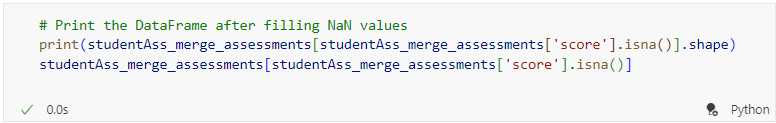 # Print the DataFrame after filling NaN values
print(studentAss_merge_assessments[studentAss_merge_assessments['score'].isna()].shape)
studentAss_merge_assessments[studentAss_merge_assessments['score'].isna()]
✓ 0.0s Python